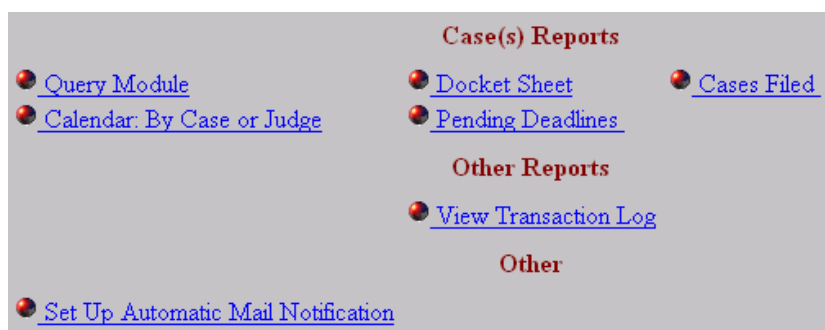 Case(s) Reports
Query Module Docket Sheet Cases Filed
Calendar: By Case or Judge Pending Deadlines
Other Reports
View Transaction Log
Other
Set Up Automatic Mail Notification